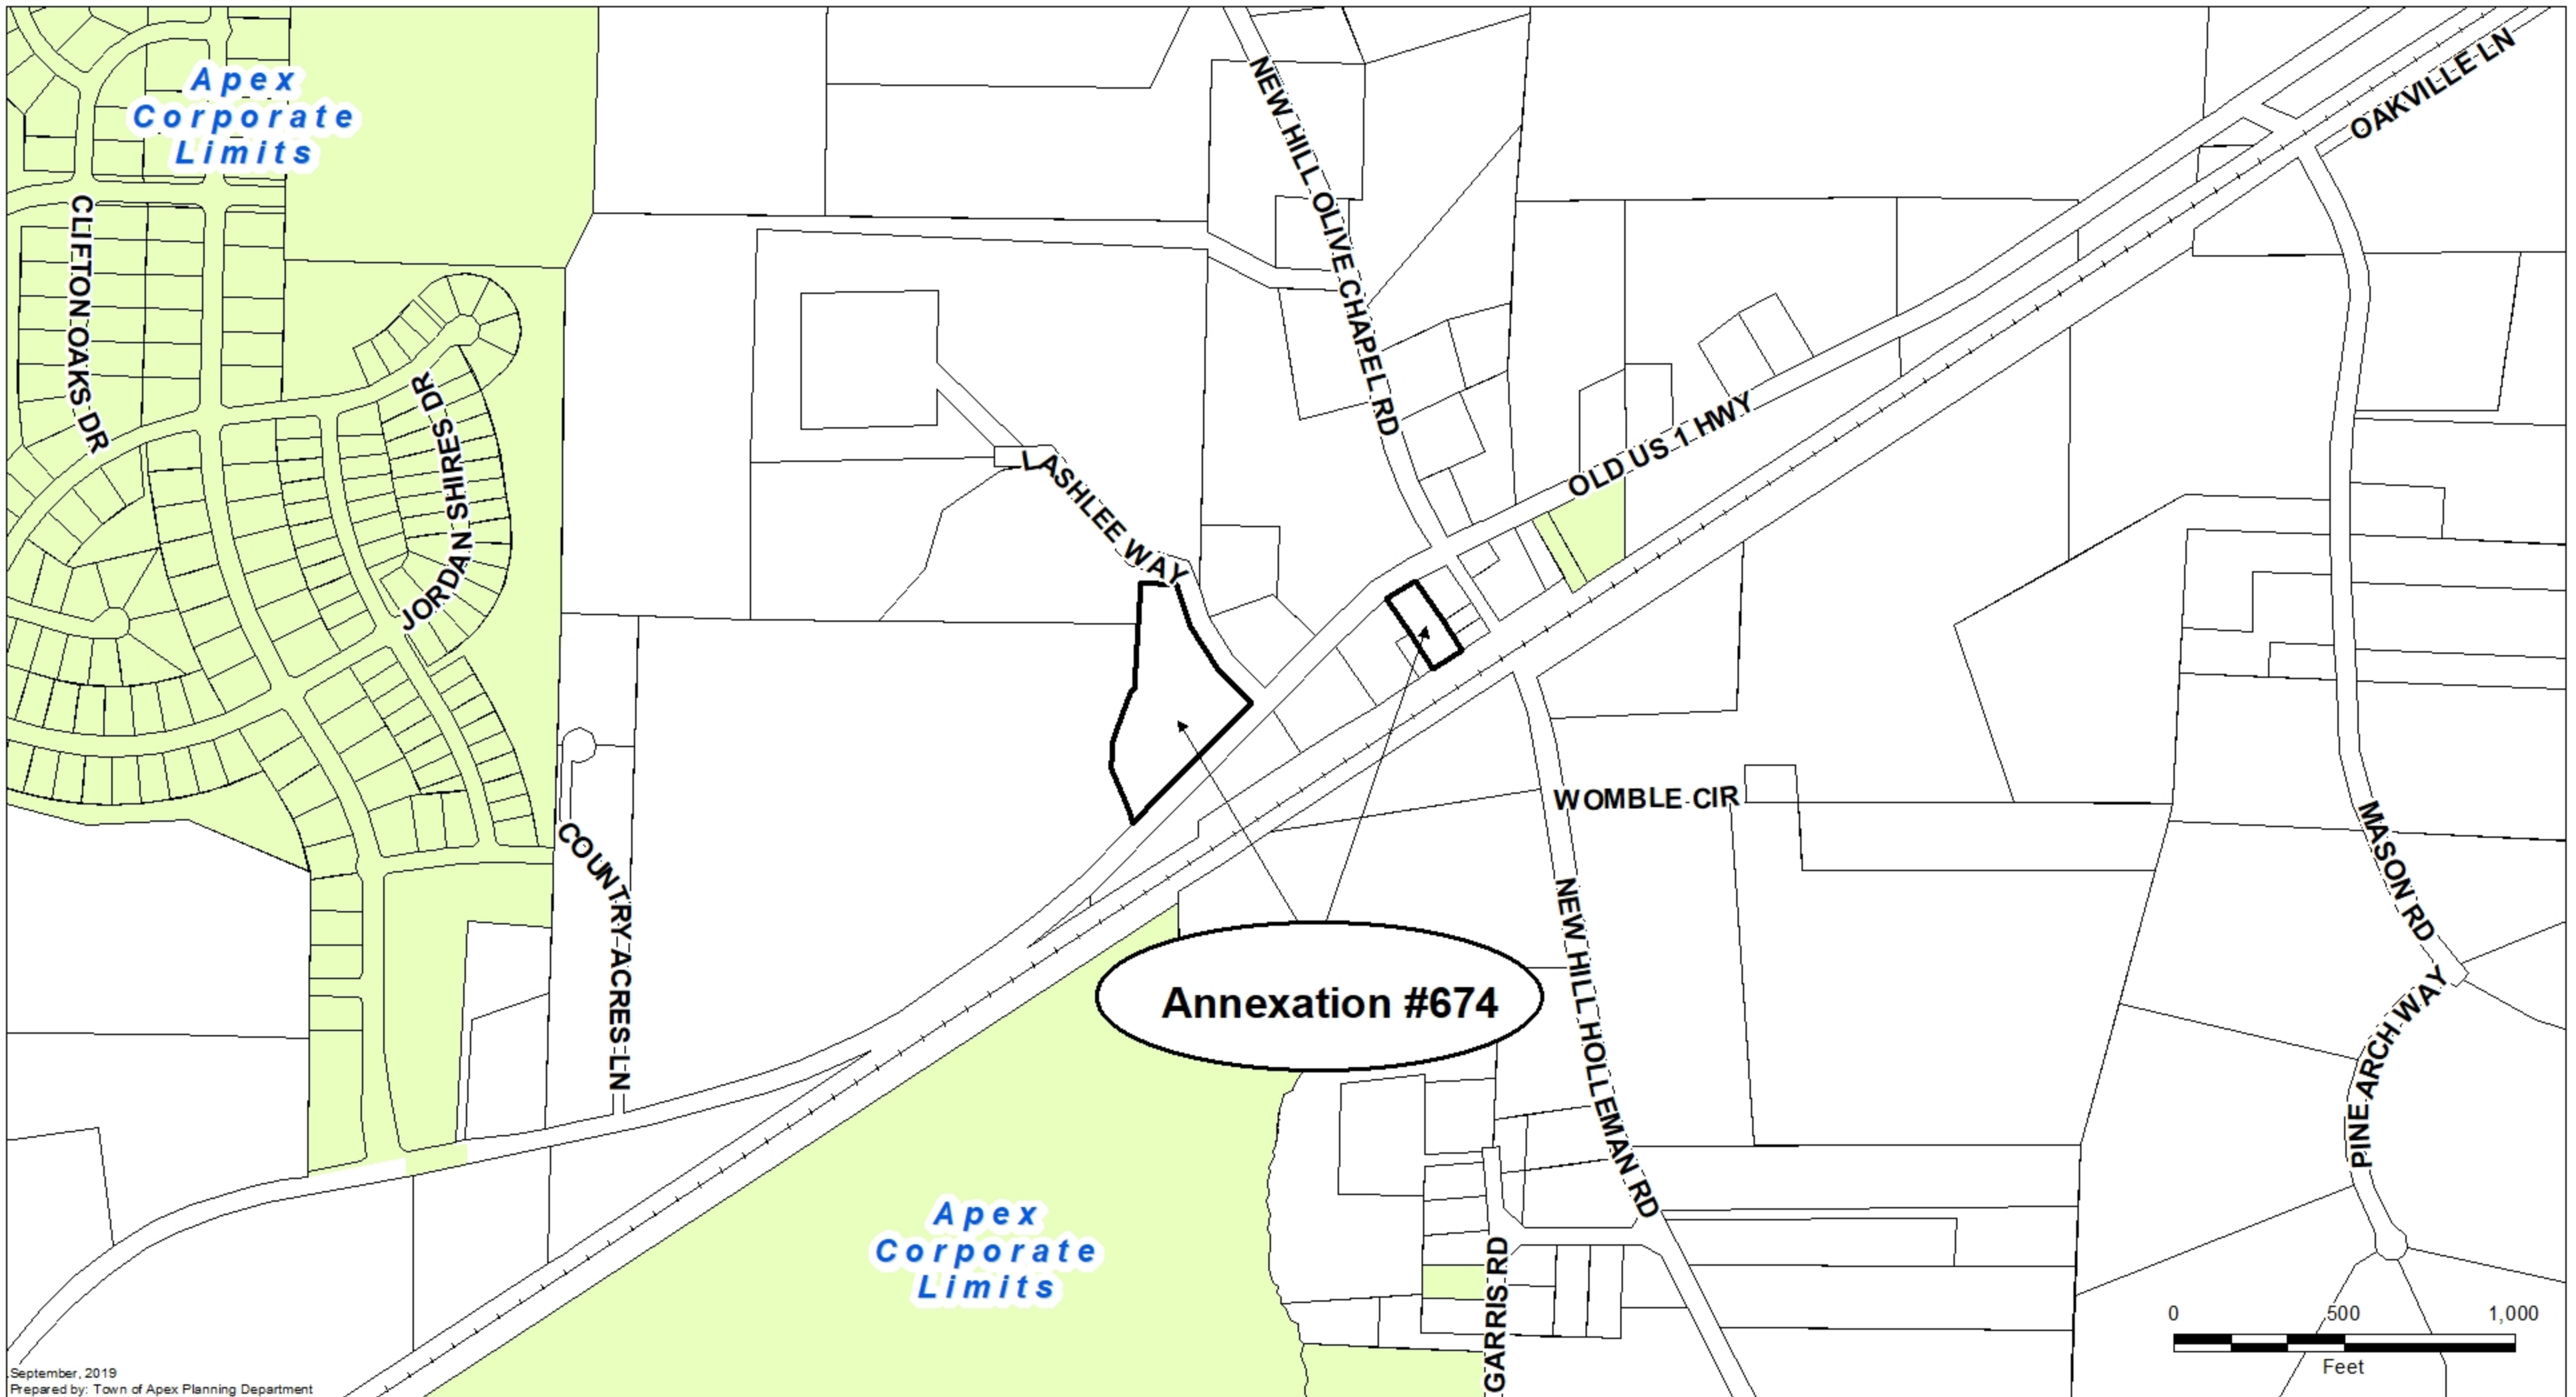 Apex
Corporate
Limits
NEW HILL OLIVE CHAPEL RD
OAKVILLE LN
CLIFTON OAKS DR
JORDAN SHIRES DR
LASHLEE WAY
OLD US 1 HWY
WOMBLE CIR
COUNTRY ACRES LN
MASON RD
NEW HILL HOLLEMAN RD
Annexation #674
PINE ARCH WAY
Apex
Corporate
Limits
GARRIS RD
0 500 1,000
Feet
September, 2019
Prepared by: Town of Apex Planning Department